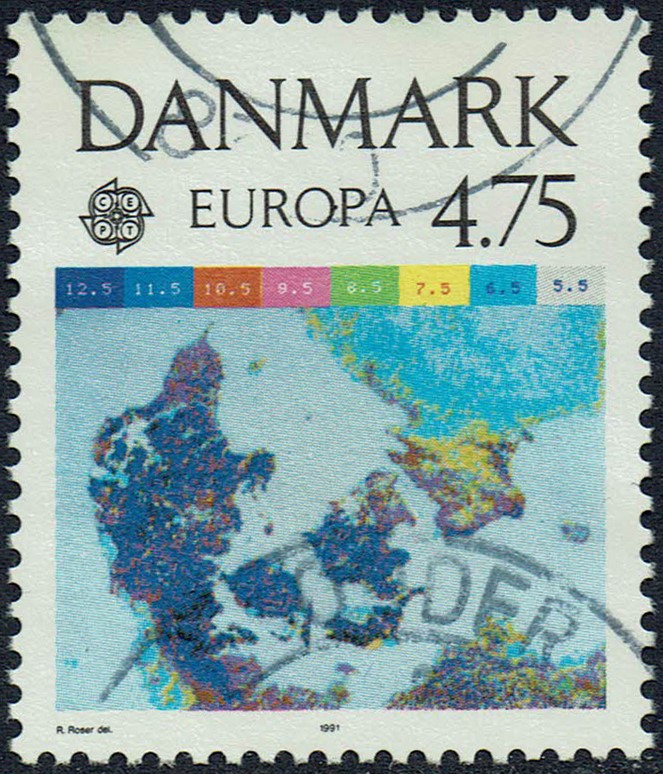 DANMARK
C E
P T
EUROPA 4.75
12.5 11.5 10.5 9.5 8.5 7.5 6.5 5.5
DER
R. Roser del. 1991